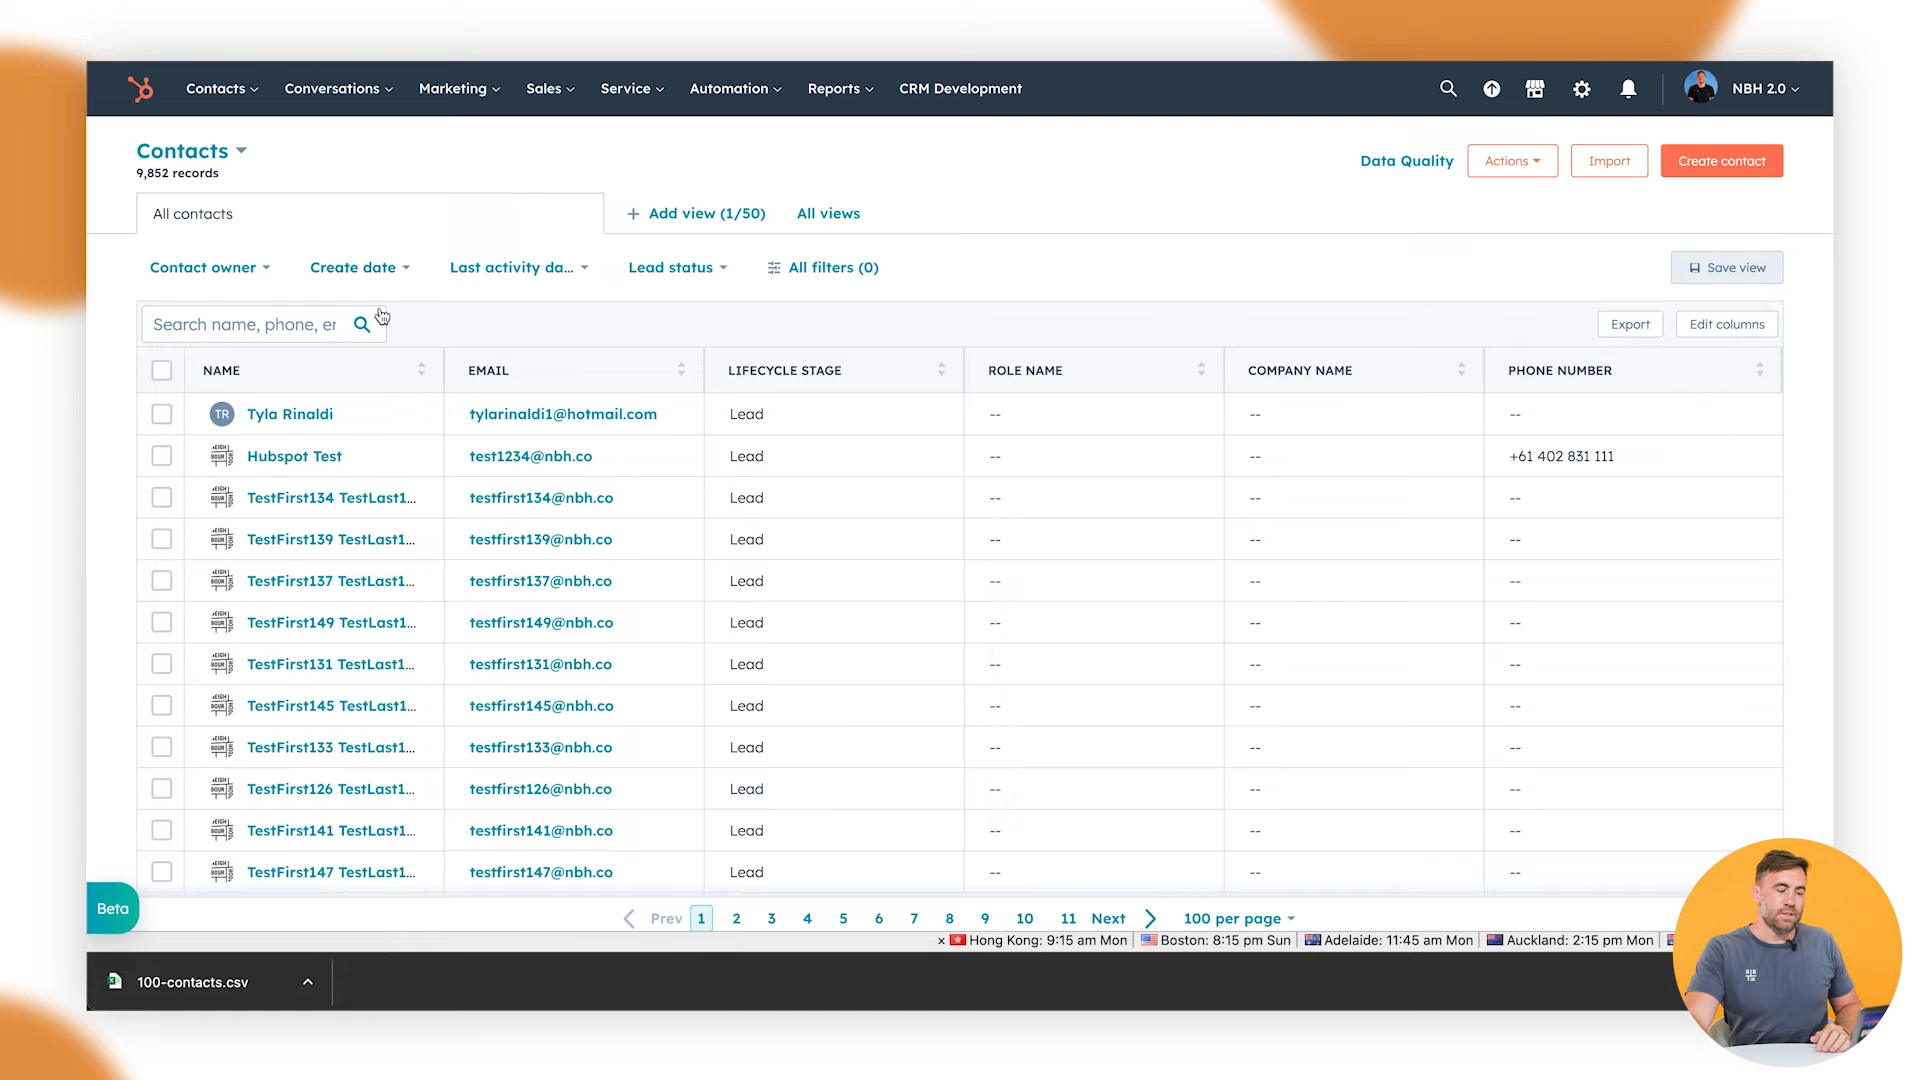 Contacts Conversations Marketing Sales Service Automation Reports CRM Development NBH 2.0
Contacts
9,852 records
Data Quality Actions Import Create contact
All contacts + Add view (1/50) All views
Contact owner Create date Last activity da... Lead status All filters (0) Save view
Search name, phone, er Export Edit columns
NAME EMAIL LIFECYCLE STAGE ROLE NAME COMPANY NAME PHONE NUMBER
TR Tyla Rinaldi tylarinaldi1@hotmail.com Lead -- -- --
Hubspot Test test1234@nbh.co Lead -- -- +61 402 831 111
TestFirst134 TestLast1... testfirst134@nbh.co Lead -- -- --
TestFirst139 TestLast1... testfirst139@nbh.co Lead -- -- --
TestFirst137 TestLast1... testfirst137@nbh.co Lead -- -- --
TestFirst149 TestLast1... testfirst149@nbh.co Lead -- -- --
TestFirst131 TestLast1... testfirst131@nbh.co Lead -- -- --
TestFirst145 TestLast1... testfirst145@nbh.co Lead -- -- --
TestFirst133 TestLast1... testfirst133@nbh.co Lead -- -- --
TestFirst126 TestLast1... testfirst126@nbh.co Lead -- -- --
TestFirst141 TestLast1... testfirst141@nbh.co Lead -- -- --
TestFirst147 TestLast1... testfirst147@nbh.co Lead -- -- --
Beta
Prev 1 2 3 4 5 6 7 8 9 10 11 Next 100 per page
× Hong Kong: 9:15 am Mon Boston: 8:15 pm Sun Adelaide: 11:45 am Mon Auckland: 2:15 pm Mon
100-contacts.csv